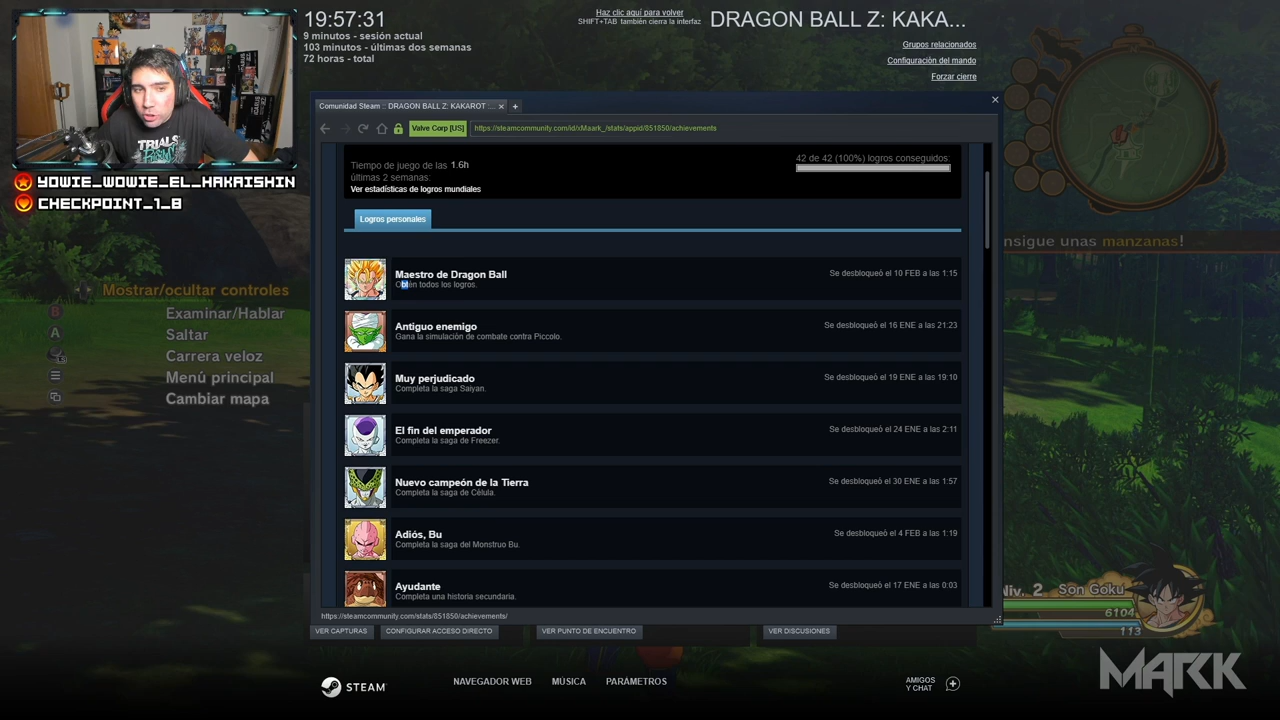 19:57:31
9 minutos - sesión actual
103 minutos - últimas dos semanas
72 horas - total
Haz clic aquí para volver
SHIFT+TAB también cierra la interfaz
DRAGON BALL Z: KAKA...
Grupos relacionados
Configuración del mando
Forzar cierre
TRIALS
RISING
YOWIE_WOWIE_EL_HAKAISHIN
CHECKPOINT_1_8
Comunidad Steam :: DRAGON BALL Z: KAKAROT :...
Valve Corp [US]
https://steamcommunity.com/id/xMaark_/stats/appid/851850/achievements
Tiempo de juego de las
últimas 2 semanas:
1.6h
Ver estadísticas de logros mundiales
42 de 42 (100%) logros conseguidos:
Logros personales
Maestro de Dragon Ball
Obtén todos los logros.
Se desbloqueó el 10 FEB a las 1:15
Antiguo enemigo
Gana la simulación de combate contra Piccolo.
Se desbloqueó el 16 ENE a las 21:23
Muy perjudicado
Completa la saga Saiyan.
Se desbloqueó el 19 ENE a las 19:10
El fin del emperador
Completa la saga de Freezer.
Se desbloqueó el 24 ENE a las 2:11
Nuevo campeón de la Tierra
Completa la saga de Célula.
Se desbloqueó el 30 ENE a las 1:57
Adiós, Bu
Completa la saga del Monstruo Bu.
Se desbloqueó el 4 FEB a las 1:19
Ayudante
Completa una historia secundaria.
Se desbloqueó el 17 ENE a las 0:03
https://steamcommunity.com/stats/851850/achievements/
Mostrar/ocultar controles
B Examinar/Hablar
A Saltar
Carrera veloz
Menú principal
Cambiar mapa
nsigue unas manzanas!
Niv. 2 Son Goku
6104
113
VER CAPTURAS
CONFIGURAR ACCESO DIRECTO
VER PUNTO DE ENCUENTRO
VER DISCUSIONES
STEAM
NAVEGADOR WEB
MÚSICA
PARÁMETROS
AMIGOS
Y CHAT
MARK